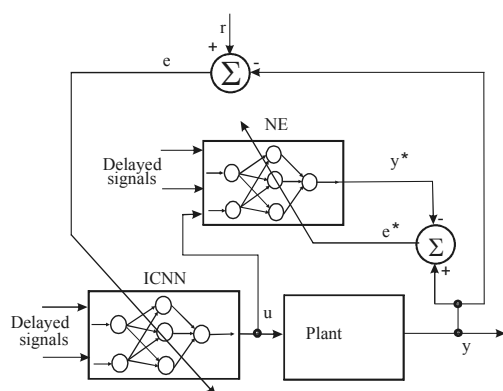 r
+
-
e
Σ
NE
Delayed
signals
y*
-
e*
Σ
+
ICNN
u
Delayed
signals
Plant
y